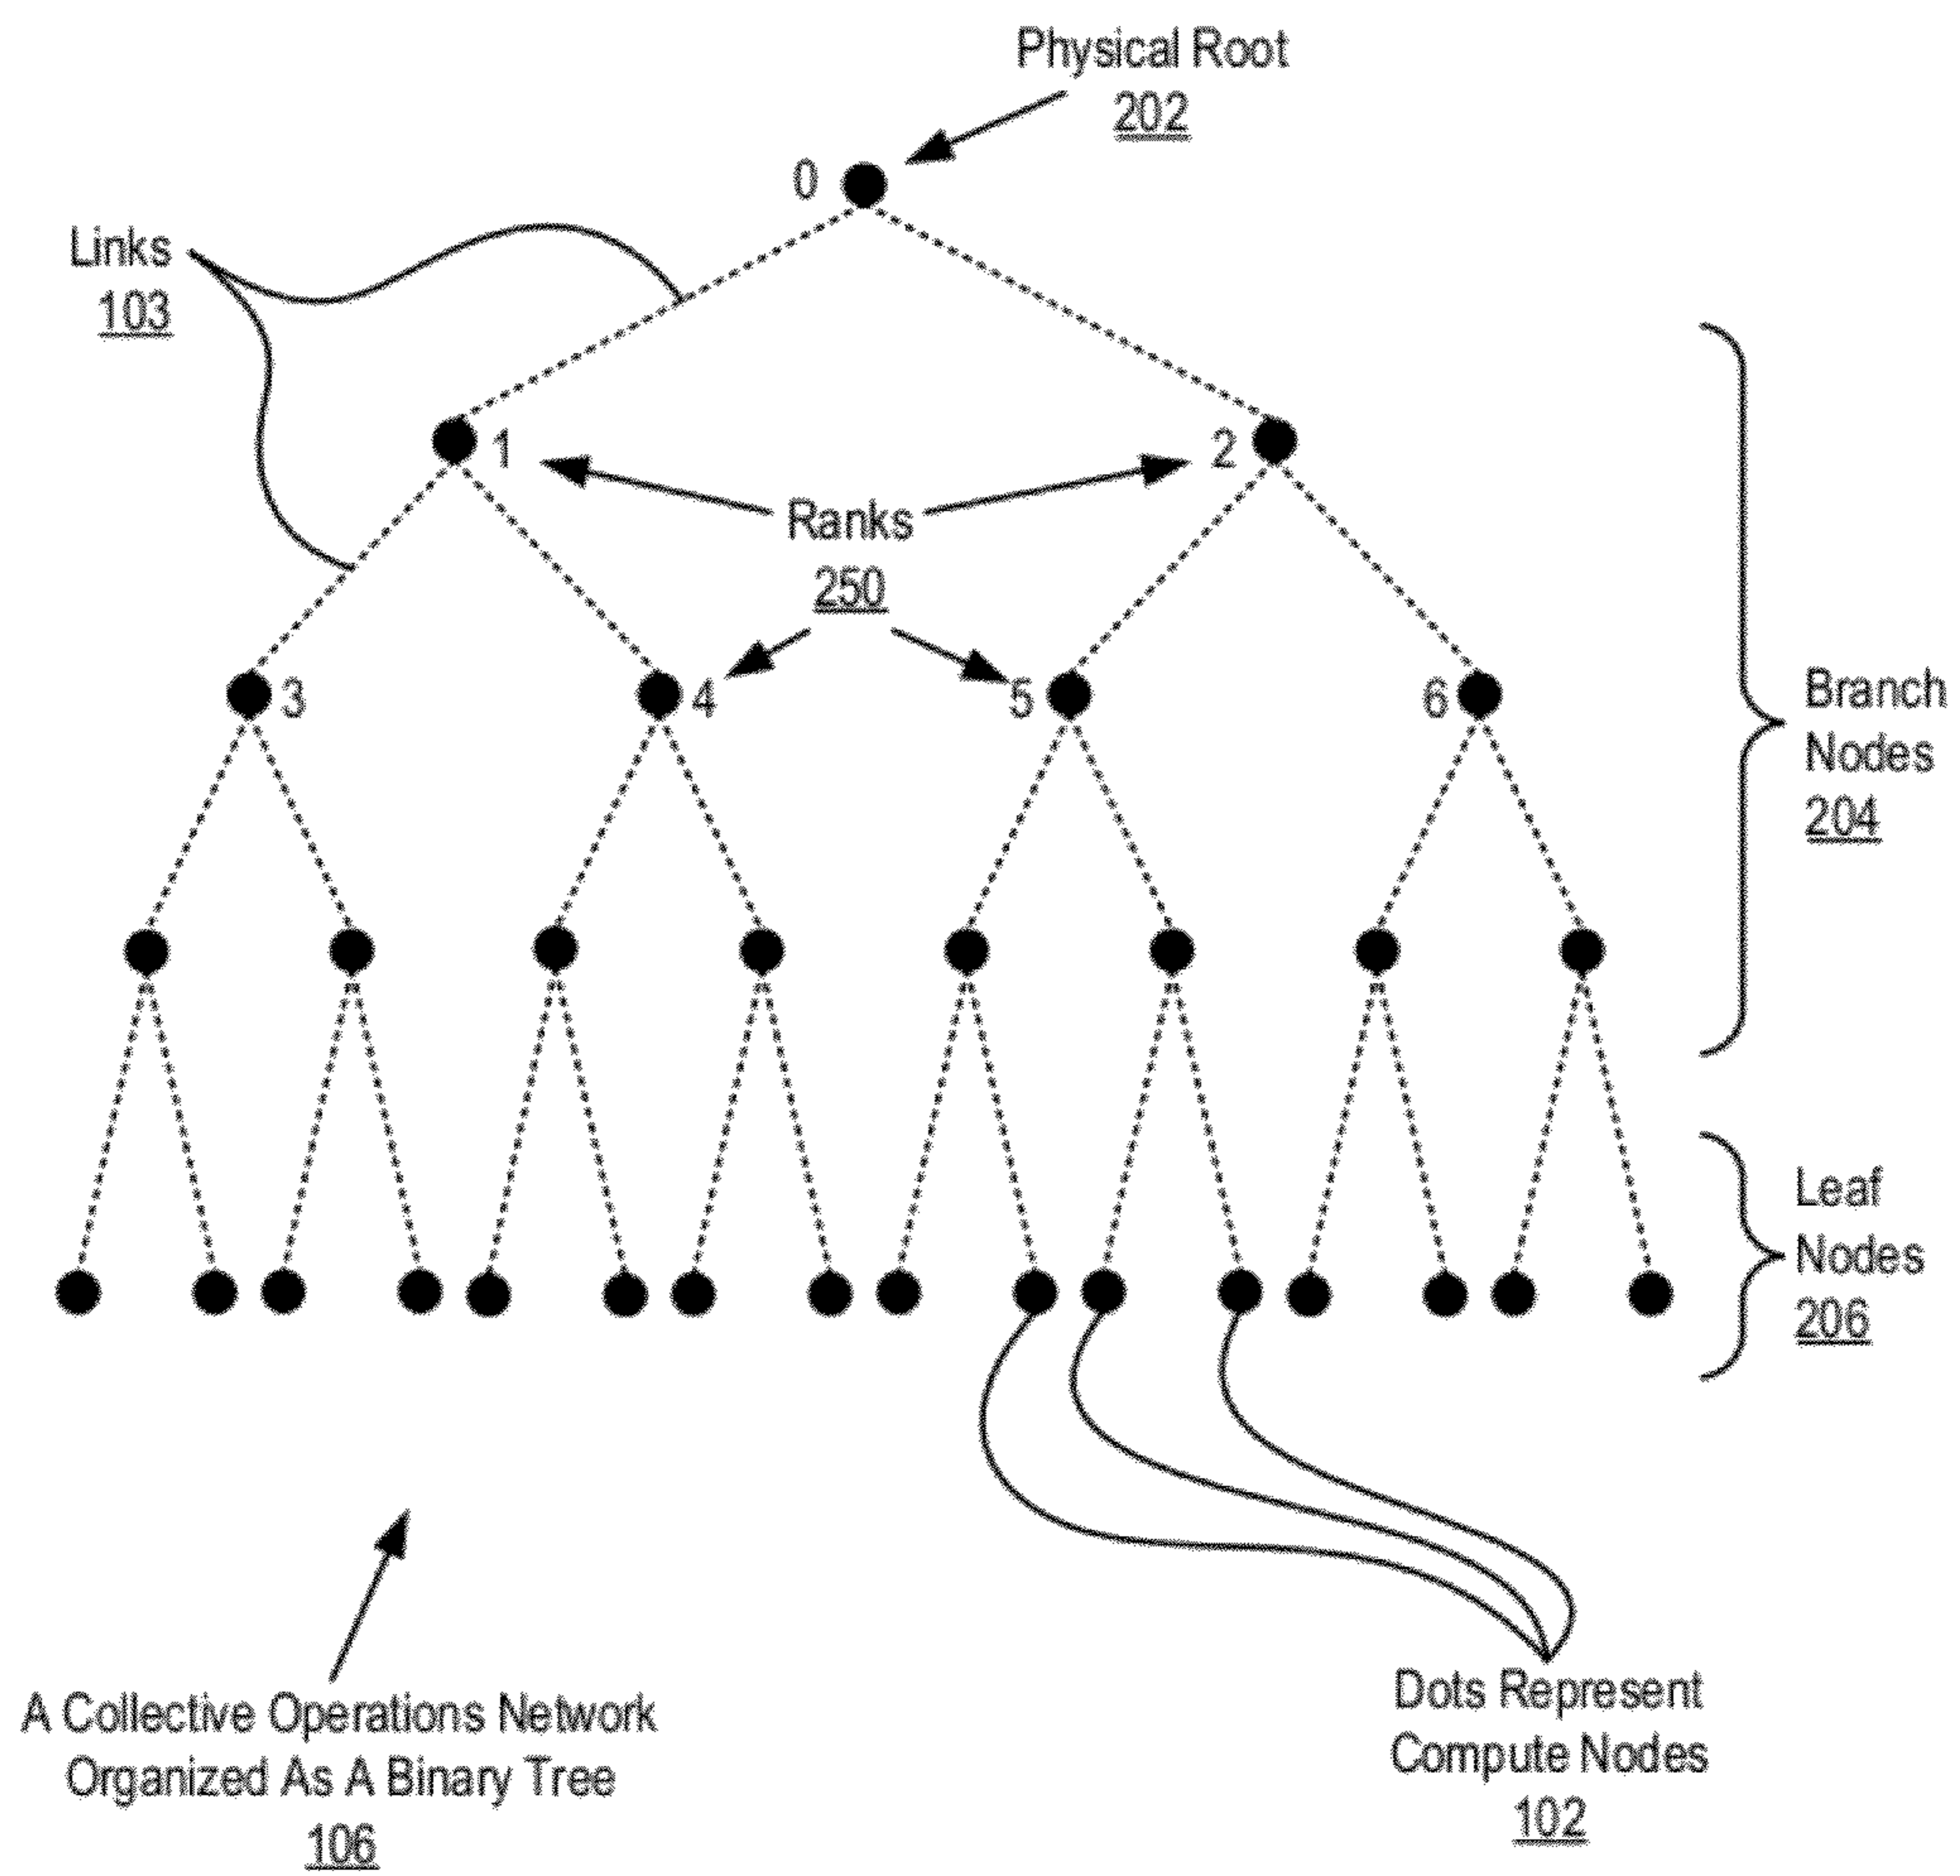 Physical Root
202
0
Links
103
1
2
Ranks
250
3
4
5
6
Branch
Nodes
204
Leaf
Nodes
206
A Collective Operations Network
Organized As A Binary Tree
106
Dots Represent
Compute Nodes
102